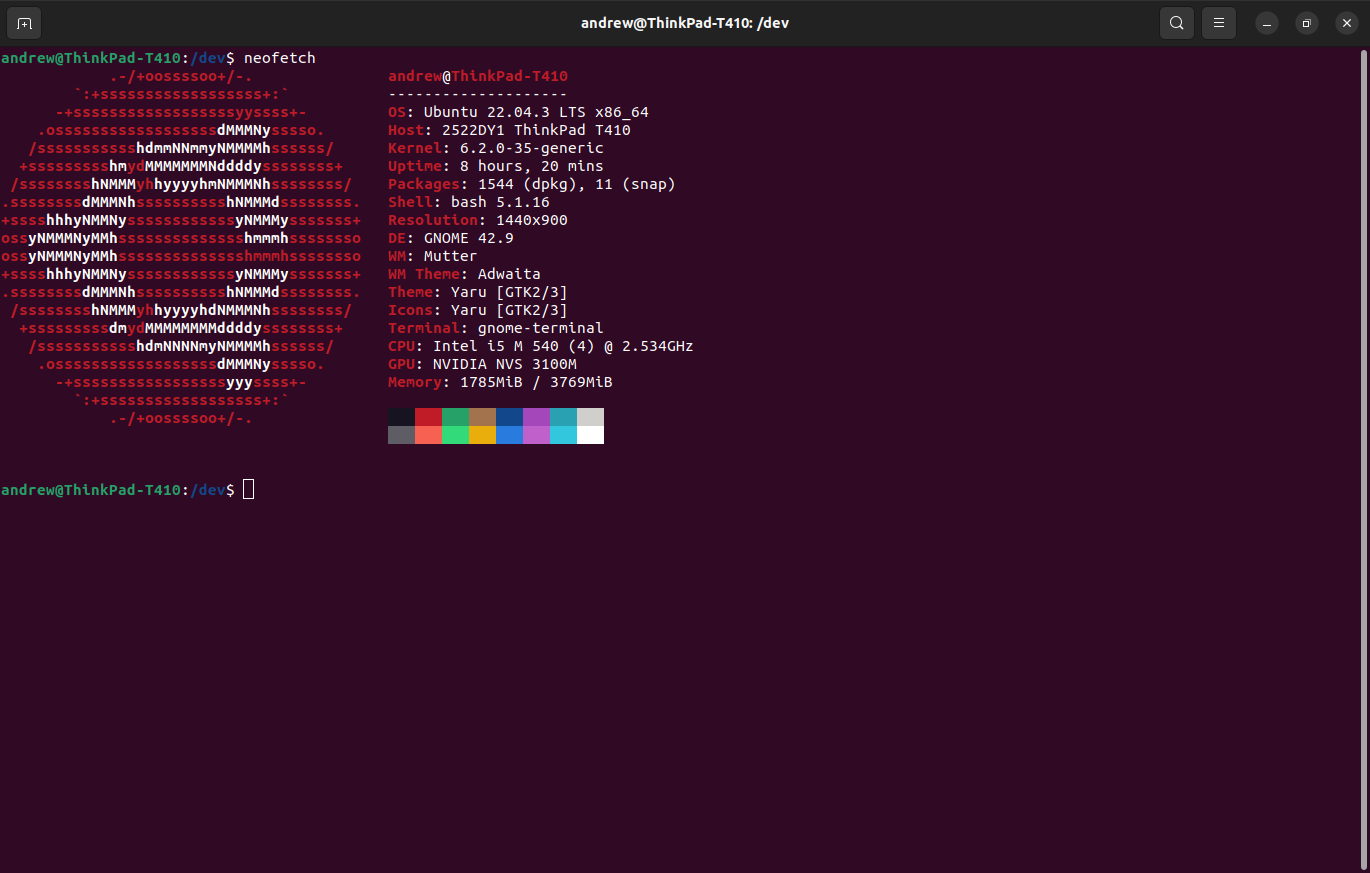 andrew@ThinkPad-T410: /dev
andrew@ThinkPad-T410:/dev$ neofetch
            .-/+oossssoo+/-.               andrew@ThinkPad-T410
        `:+ssssssssssssssssss+:`           --------------------
      -+ssssssssssssssssssyyssss+-         OS: Ubuntu 22.04.3 LTS x86_64
    .ossssssssssssssssssdMMMNysssso.       Host: 2522DY1 ThinkPad T410
   /ssssssssssshdmmNNmmyNMMMMhssssss/      Kernel: 6.2.0-35-generic
  +ssssssssshmydMMMMMMMNddddyssssssss+     Uptime: 8 hours, 20 mins
 /sssssssshNMMMyhhyyyyhmNMMMNhssssssss/    Packages: 1544 (dpkg), 11 (snap)
.ssssssssdMMMNhsssssssssshNMMMdssssssss.   Shell: bash 5.1.16
+sssshhhyNMMNyssssssssssssyNMMMysssssss+   Resolution: 1440x900
ossyNMMMNyMMhsssssssssssssshmmmhssssssso   DE: GNOME 42.9
ossyNMMMNyMMhsssssssssssssshmmmhssssssso   WM: Mutter
+sssshhhyNMMNyssssssssssssyNMMMysssssss+   WM Theme: Adwaita
.ssssssssdMMMNhsssssssssshNMMMdssssssss.   Theme: Yaru [GTK2/3]
 /sssssssshNMMMyhhyyyyhdNMMMNhssssssss/    Icons: Yaru [GTK2/3]
  +sssssssssdmydMMMMMMMMddddyssssssss+     Terminal: gnome-terminal
   /ssssssssssshdmNNNNmyNMMMMhssssss/      CPU: Intel i5 M 540 (4) @ 2.534GHz
    .ossssssssssssssssssdMMMNysssso.       GPU: NVIDIA NVS 3100M
      -+sssssssssssssssssyyyssss+-         Memory: 1785MiB / 3769MiB
        `:+ssssssssssssssssss+:`
            .-/+oossssoo+/-.
andrew@ThinkPad-T410:/dev$